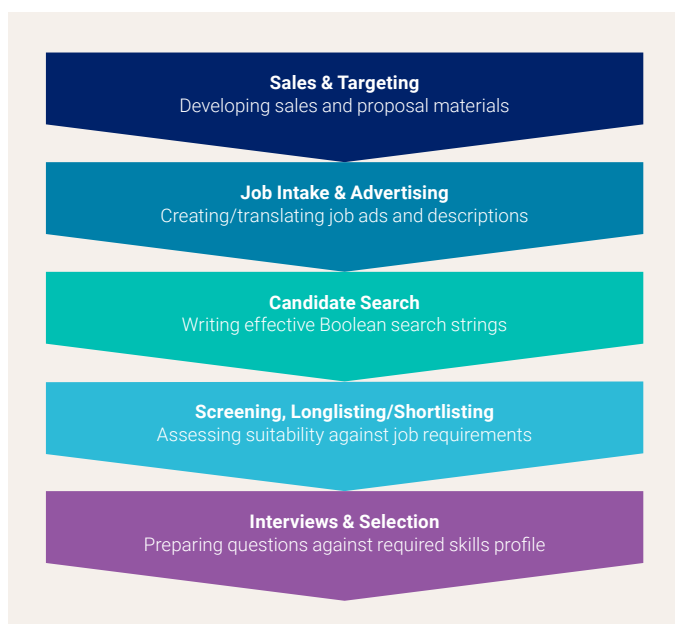 Sales & Targeting
Developing sales and proposal materials
Job Intake & Advertising
Creating/translating job ads and descriptions
Candidate Search
Writing effective Boolean search strings
Screening, Longlisting/Shortlisting
Assessing suitability against job requirements
Interviews & Selection
Preparing questions against required skills profile